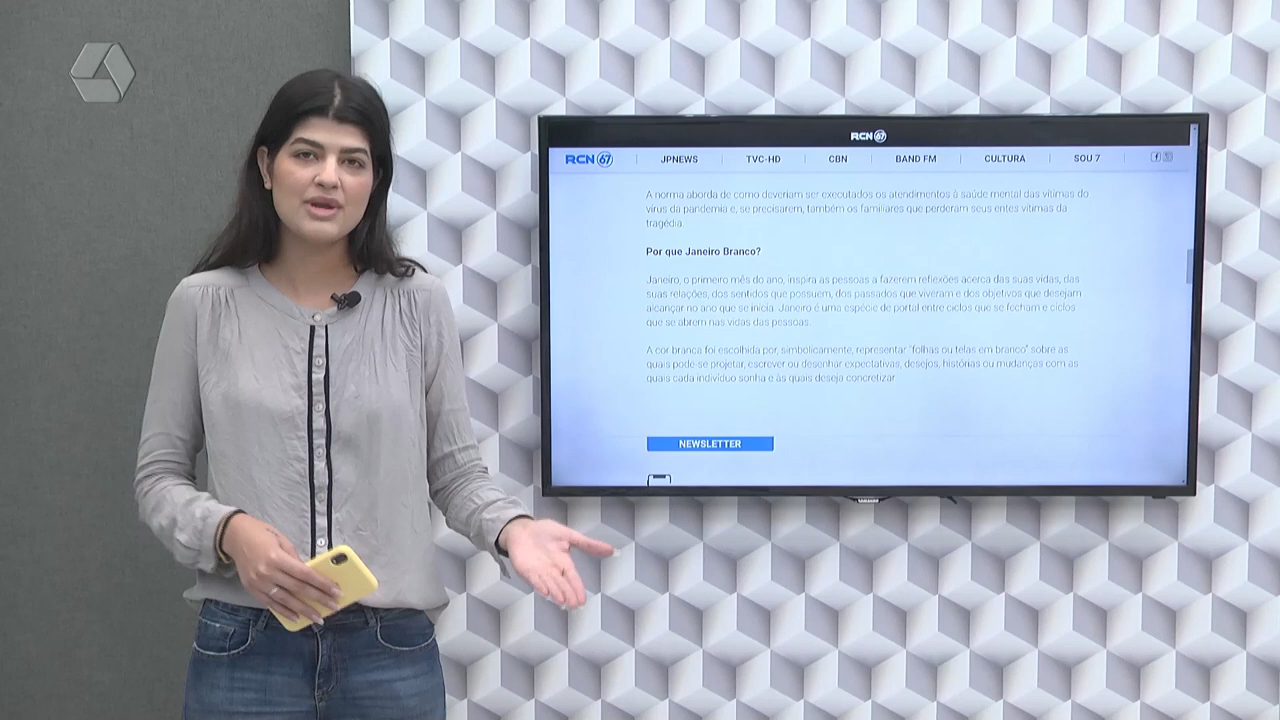 RCN 67
RCN 67 JPNEWS TVC-HD CBN BAND FM CULTURA SOU 7
A norma aborda de como deveriam ser executados os atendimentos à saúde mental das vítimas do
vírus da pandemia e, se precisarem, também os familiares que perderam seus entes vítimas da
tragédia.
Por que Janeiro Branco?
Janeiro, o primeiro mês do ano, inspira as pessoas a fazerem reflexões acerca das suas vidas, das
suas relações, dos sentidos que possuem, dos passados que viveram e dos objetivos que desejam
alcançar no ano que se inicia. Janeiro é uma espécie de portal entre ciclos que se fecham e ciclos
que se abrem nas vidas das pessoas.
A cor branca foi escolhida por, simbolicamente, representar "folhas ou telas em branco" sobre as
quais pode-se projetar, escrever ou desenhar expectativas, desejos, histórias ou mudanças com as
quais cada indivíduo sonha e às quais deseja concretizar
NEWSLETTER